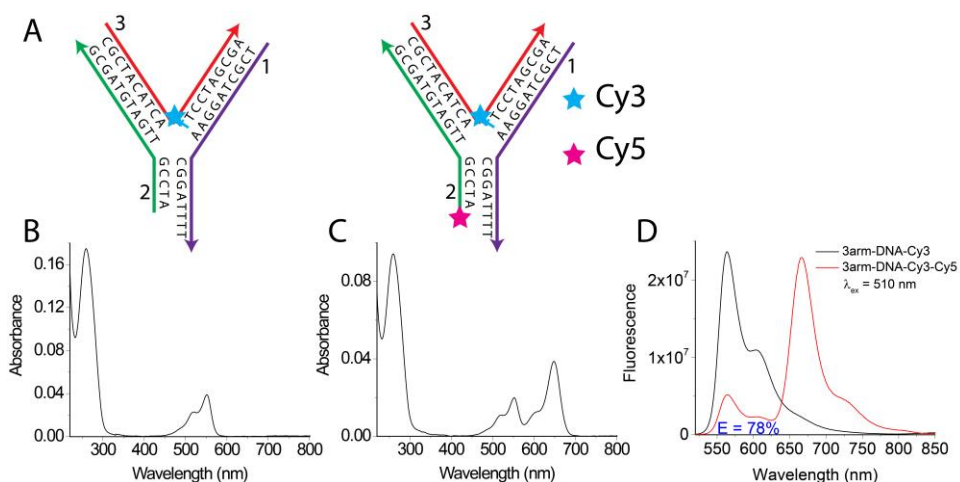 A
3
1
CGCTACATCA
GCGATGTAGTT
TCCTAGCGA
AAGGATCGCT
2
GCCTA
CGGATTTT
3
1
CGCTACATCA
GCGATGTAGTT
TCCTAGCGA
AAGGATCGCT
2
GCCTA
CGGATTTT
Cy3
Cy5
B
Absorbance
0.16
0.12
0.08
0.04
0.00
300 400 500 600 700 800
Wavelength (nm)
C
Absorbance
0.08
0.04
0.00
300 400 500 600 700 800
Wavelength (nm)
D
3arm-DNA-Cy3
3arm-DNA-Cy3-Cy5
λex = 510 nm
Fluorescence
2x10⁷
1x10⁷
0
E = 78%
550 600 650 700 750 800 850
Wavelength (nm)